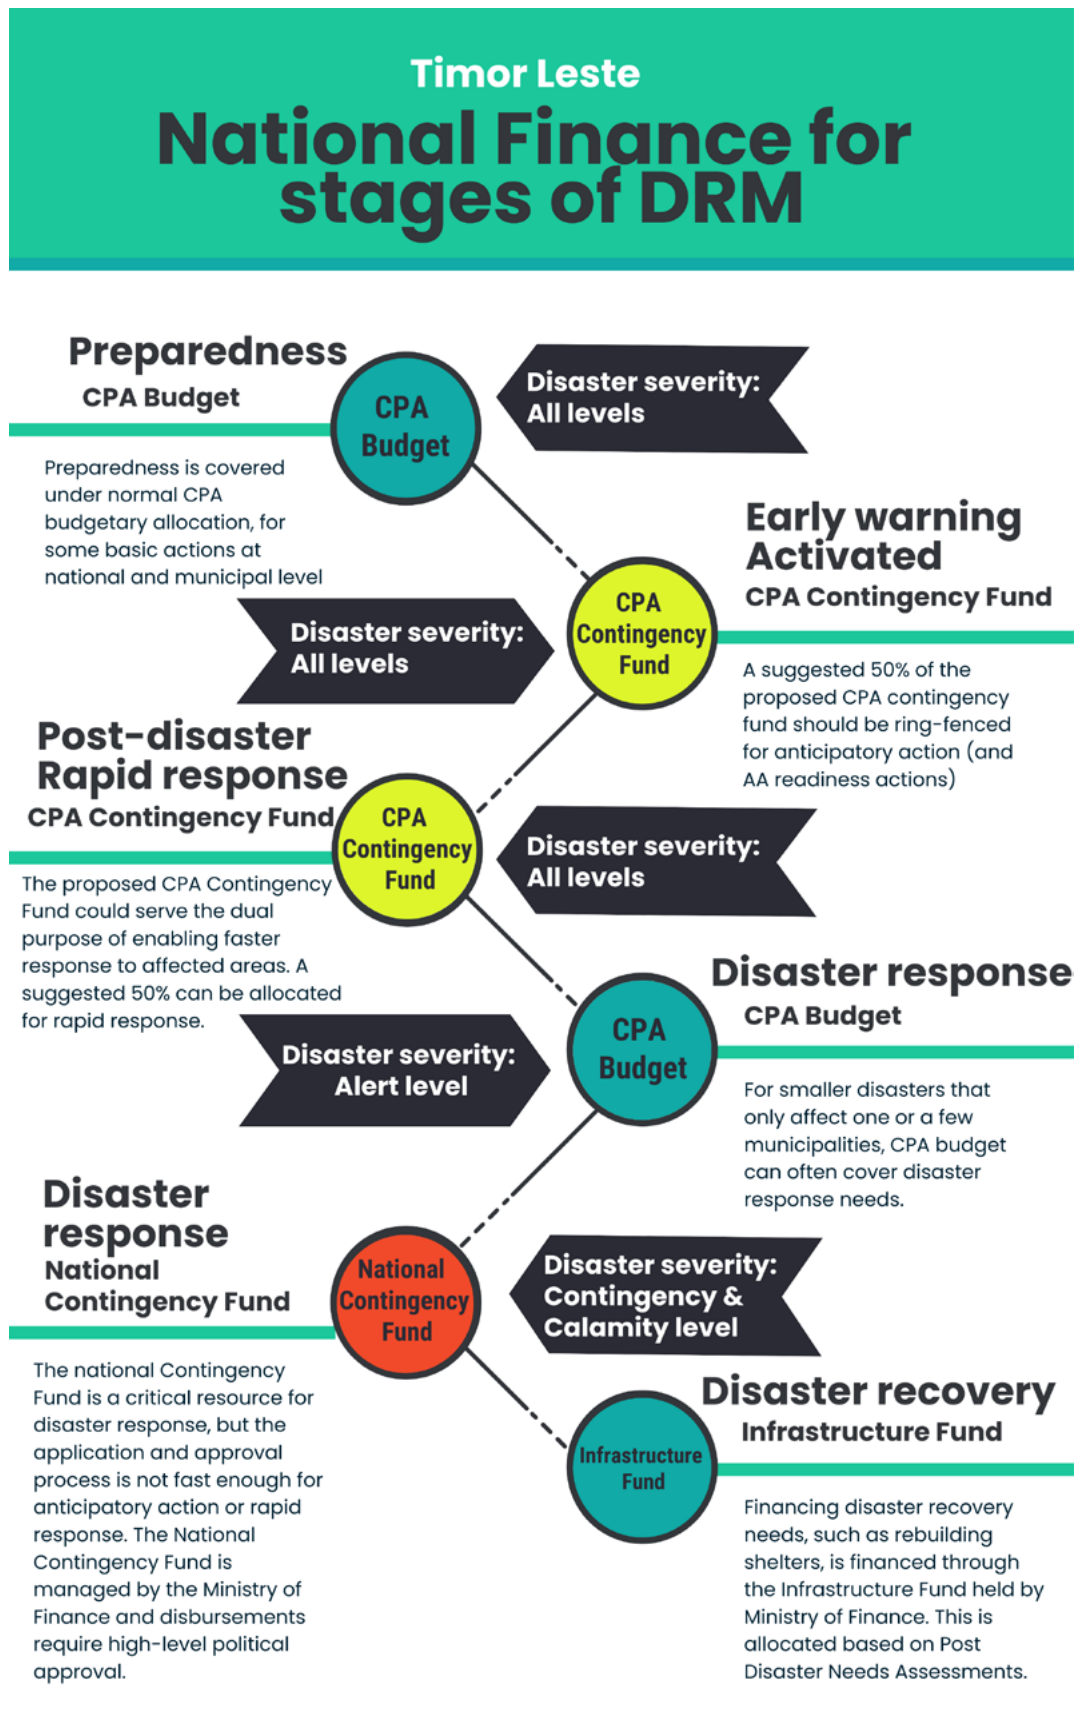 Timor Leste
National Finance for
stages of DRM
Preparedness
CPA Budget
CPA
Budget
Disaster severity:
All levels
Preparedness is covered
under normal CPA
budgetary allocation, for
some basic actions at
national and municipal level
Early warning
Activated
CPA Contingency Fund
CPA
Contingency
Fund
Disaster severity:
All levels
A suggested 50% of the
proposed CPA contingency
fund should be ring-fenced
for anticipatory action (and
AA readiness actions)
Post-disaster
Rapid response
CPA Contingency Fund
CPA
Contingency
Fund
Disaster severity:
All levels
The proposed CPA Contingency
Fund could serve the dual
purpose of enabling faster
response to affected areas. A
suggested 50% can be allocated
for rapid response.
Disaster response
CPA Budget
CPA
Budget
Disaster severity:
Alert level
For smaller disasters that
only affect one or a few
municipalities, CPA budget
can often cover disaster
response needs.
Disaster
response
National
Contingency Fund
National
Contingency
Fund
Disaster severity:
Contingency &
Calamity level
The national Contingency
Fund is a critical resource for
disaster response, but the
application and approval
process is not fast enough for
anticipatory action or rapid
response. The National
Contingency Fund is
managed by the Ministry of
Finance and disbursements
require high-level political
approval.
Disaster recovery
Infrastructure Fund
Infrastructure
Fund
Financing disaster recovery
needs, such as rebuilding
shelters, is financed through
the Infrastructure Fund held by
Ministry of Finance. This is
allocated based on Post
Disaster Needs Assessments.